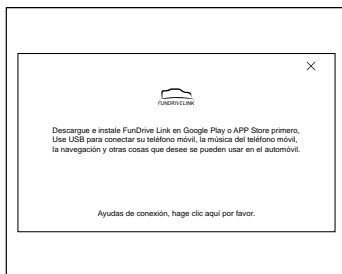 FUNDRIVELINK
Descargue e instale FunDrive Link en Google Play o APP Store primero,
Use USB para conectar su teléfono móvil, la música del teléfono móvil,
la navegación y otras cosas que desee se pueden usar en el automóvil.
Ayudas de conexión, hage clic aquí por favor.